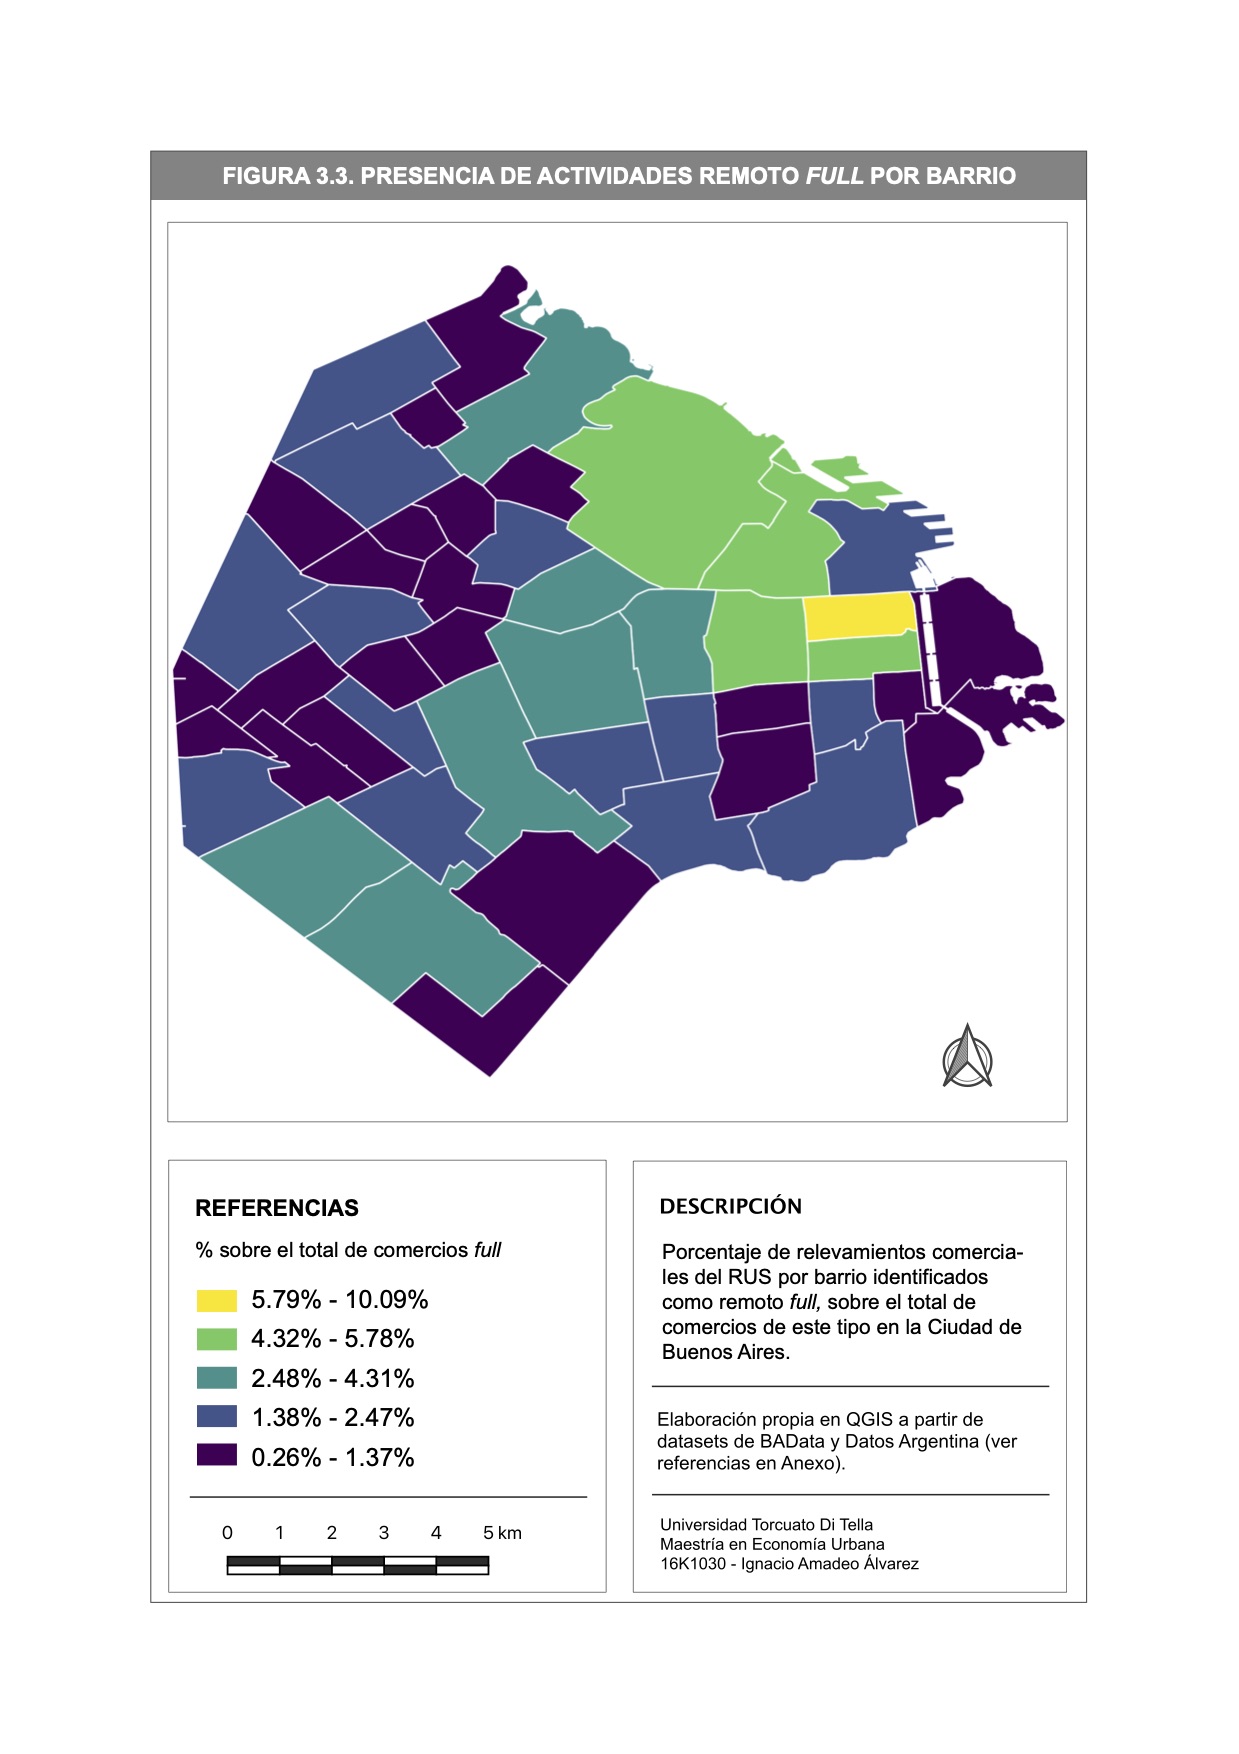 FIGURA 3.3. PRESENCIA DE ACTIVIDADES REMOTO FULL POR BARRIO
REFERENCIAS
% sobre el total de comercios full
5.79% - 10.09%
4.32% - 5.78%
2.48% - 4.31%
1.38% - 2.47%
0.26% - 1.37%
0 1 2 3 4 5 km
DESCRIPCIÓN
Porcentaje de relevamientos comercia-
les del RUS por barrio identificados
como remoto full, sobre el total de
comercios de este tipo en la Ciudad de
Buenos Aires.
Elaboración propia en QGIS a partir de
datasets de BAData y Datos Argentina (ver
referencias en Anexo).
Universidad Torcuato Di Tella
Maestría en Economía Urbana
16K1030 - Ignacio Amadeo Álvarez